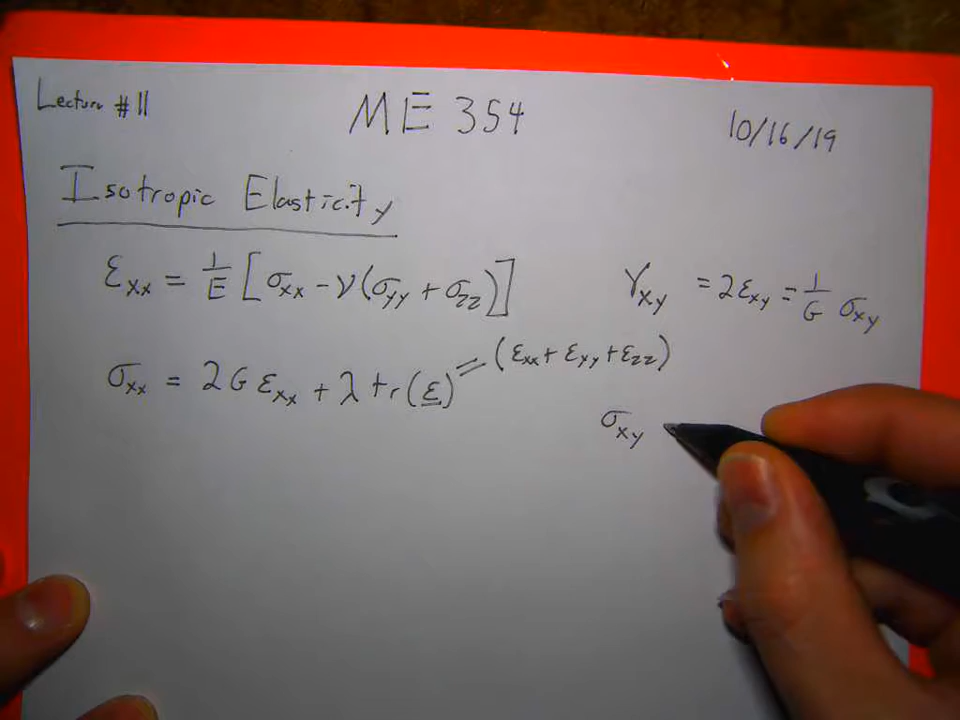 Lecture #11
ME 354
10/16/19
Isotropic Elasticity
εxx = 1/E [σxx - ν(σyy + σzz)]
γxy = 2εxy = 1/G σxy
σxx = 2G εxx + λ tr(ε) = (εxx + εyy + εzz)
σxy